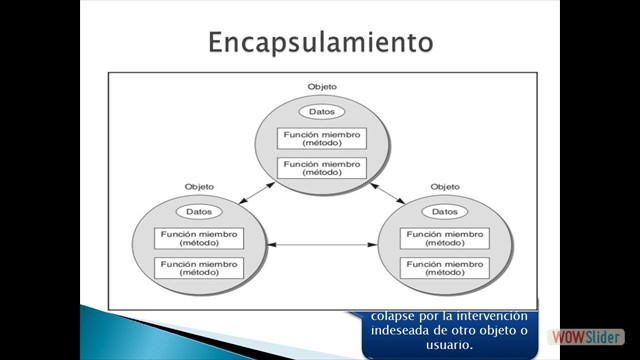 Encapsulamiento
Objeto
Datos
Función miembro
(método)
Función miembro
(método)
Objeto
Datos
Función miembro
(método)
Función miembro
(método)
Objeto
Datos
Función miembro
(método)
Función miembro
(método)
colapse por la intervención
indeseada de otro objeto o
usuario.
WOWSlider